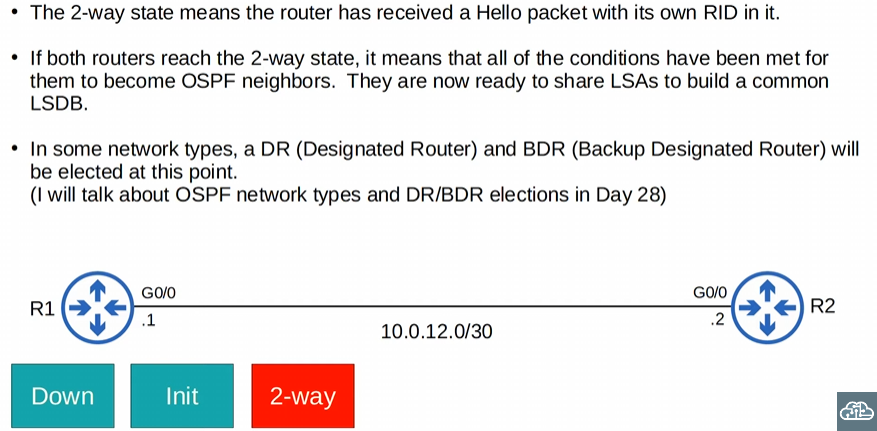 • The 2-way state means the router has received a Hello packet with its own RID in it.
• If both routers reach the 2-way state, it means that all of the conditions have been met for
them to become OSPF neighbors. They are now ready to share LSAs to build a common
LSDB.
• In some network types, a DR (Designated Router) and BDR (Backup Designated Router) will
be elected at this point.
(I will talk about OSPF network types and DR/BDR elections in Day 28)
R1
G0/0
.1
10.0.12.0/30
G0/0
.2
R2
Down
Init
2-way